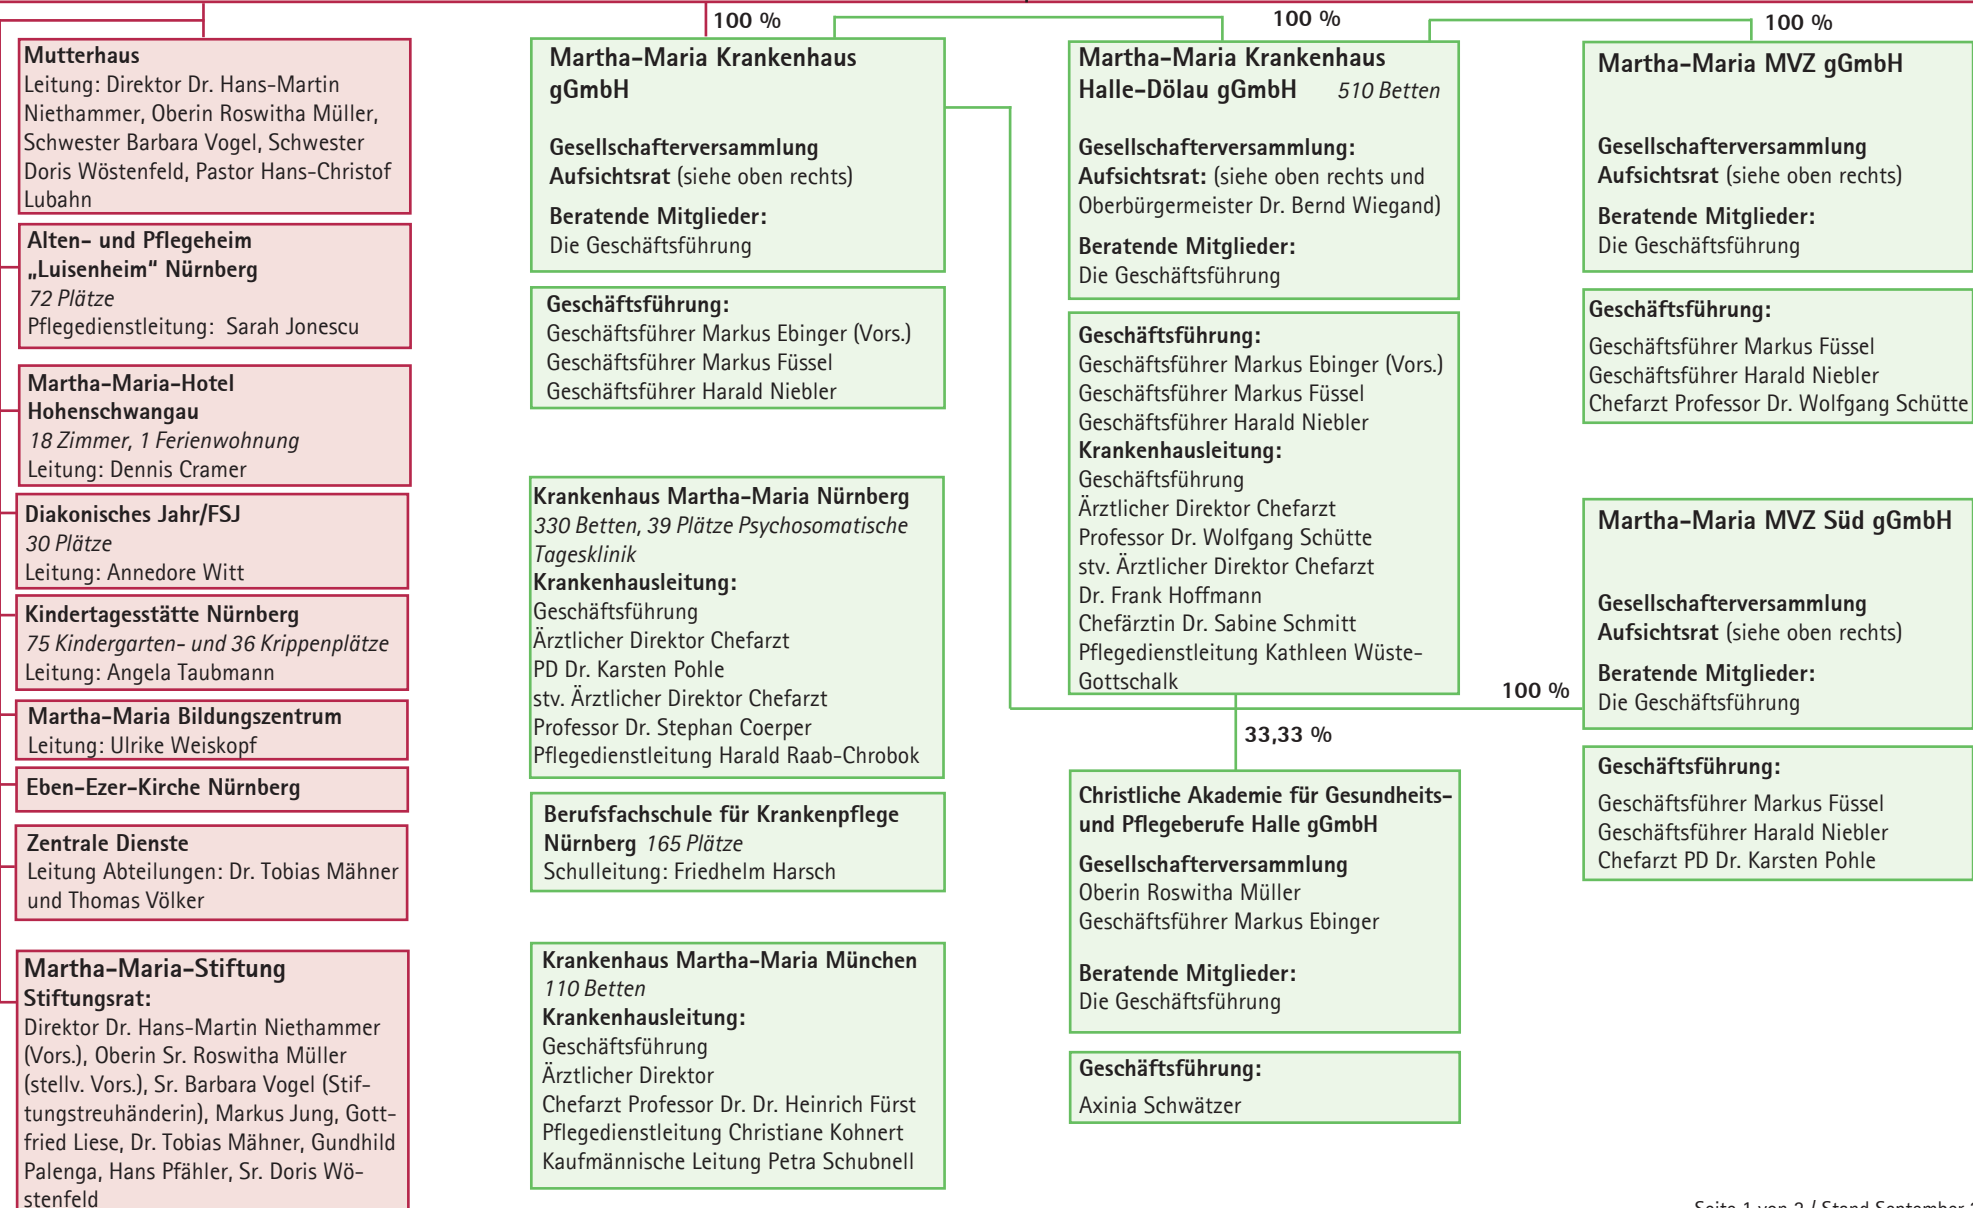 100 %
100 %
100 %
Mutterhaus
Leitung: Direktor Dr. Hans-Martin
Niethammer, Oberin Roswitha Müller,
Schwester Barbara Vogel, Schwester
Doris Wöstenfeld, Pastor Hans-Christof
Lubahn
Alten- und Pflegeheim
„Luisenheim“ Nürnberg
72 Plätze
Pflegedienstleitung: Sarah Jonescu
Martha-Maria-Hotel
Hohenschwangau
18 Zimmer, 1 Ferienwohnung
Leitung: Dennis Cramer
Diakonisches Jahr/FSJ
30 Plätze
Leitung: Annedore Witt
Kindertagesstätte Nürnberg
75 Kindergarten- und 36 Krippenplätze
Leitung: Angela Taubmann
Martha-Maria Bildungszentrum
Leitung: Ulrike Weiskopf
Eben-Ezer-Kirche Nürnberg
Zentrale Dienste
Leitung Abteilungen: Dr. Tobias Mähner
und Thomas Völker
Martha-Maria-Stiftung
Stiftungsrat:
Direktor Dr. Hans-Martin Niethammer
(Vors.), Oberin Sr. Roswitha Müller
(stellv. Vors.), Sr. Barbara Vogel (Stif-
tungstreuhänderin), Markus Jung, Gott-
fried Liese, Dr. Tobias Mähner, Gundhild
Palenga, Hans Pfähler, Sr. Doris Wö-
stenfeld
Martha-Maria Krankenhaus
gGmbH
Gesellschafterversammlung
Aufsichtsrat (siehe oben rechts)
Beratende Mitglieder:
Die Geschäftsführung
Geschäftsführung:
Geschäftsführer Markus Ebinger (Vors.)
Geschäftsführer Markus Füssel
Geschäftsführer Harald Niebler
Krankenhaus Martha-Maria Nürnberg
330 Betten, 39 Plätze Psychosomatische
Tagesklinik
Krankenhausleitung:
Geschäftsführung
Ärztlicher Direktor Chefarzt
PD Dr. Karsten Pohle
stv. Ärztlicher Direktor Chefarzt
Professor Dr. Stephan Coerper
Pflegedienstleitung Harald Raab-Chrobok
Berufsfachschule für Krankenpflege
Nürnberg 165 Plätze
Schulleitung: Friedhelm Harsch
Krankenhaus Martha-Maria München
110 Betten
Krankenhausleitung:
Geschäftsführung
Ärztlicher Direktor
Chefarzt Professor Dr. Dr. Heinrich Fürst
Pflegedienstleitung Christiane Kohnert
Kaufmännische Leitung Petra Schubnell
Martha-Maria Krankenhaus
Halle-Dölau gGmbH 510 Betten
Gesellschafterversammlung:
Aufsichtsrat: (siehe oben rechts und
Oberbürgermeister Dr. Bernd Wiegand)
Beratende Mitglieder:
Die Geschäftsführung
Geschäftsführung:
Geschäftsführer Markus Ebinger (Vors.)
Geschäftsführer Markus Füssel
Geschäftsführer Harald Niebler
Krankenhausleitung:
Geschäftsführung
Ärztlicher Direktor Chefarzt
Professor Dr. Wolfgang Schütte
stv. Ärztlicher Direktor Chefarzt
Dr. Frank Hoffmann
Chefärztin Dr. Sabine Schmitt
Pflegedienstleitung Kathleen Wüste-
Gottschalk
33,33 %
Christliche Akademie für Gesundheits-
und Pflegeberufe Halle gGmbH
Gesellschafterversammlung
Oberin Roswitha Müller
Geschäftsführer Markus Ebinger
Beratende Mitglieder:
Die Geschäftsführung
Geschäftsführung:
Axinia Schwätzer
Martha-Maria MVZ gGmbH
Gesellschafterversammlung
Aufsichtsrat (siehe oben rechts)
Beratende Mitglieder:
Die Geschäftsführung
Geschäftsführung:
Geschäftsführer Markus Füssel
Geschäftsführer Harald Niebler
Chefarzt Professor Dr. Wolfgang Schütte
100 %
Martha-Maria MVZ Süd gGmbH
Gesellschafterversammlung
Aufsichtsrat (siehe oben rechts)
Beratende Mitglieder:
Die Geschäftsführung
Geschäftsführung:
Geschäftsführer Markus Füssel
Geschäftsführer Harald Niebler
Chefarzt PD Dr. Karsten Pohle
Seite 1 von 2 / Stand September